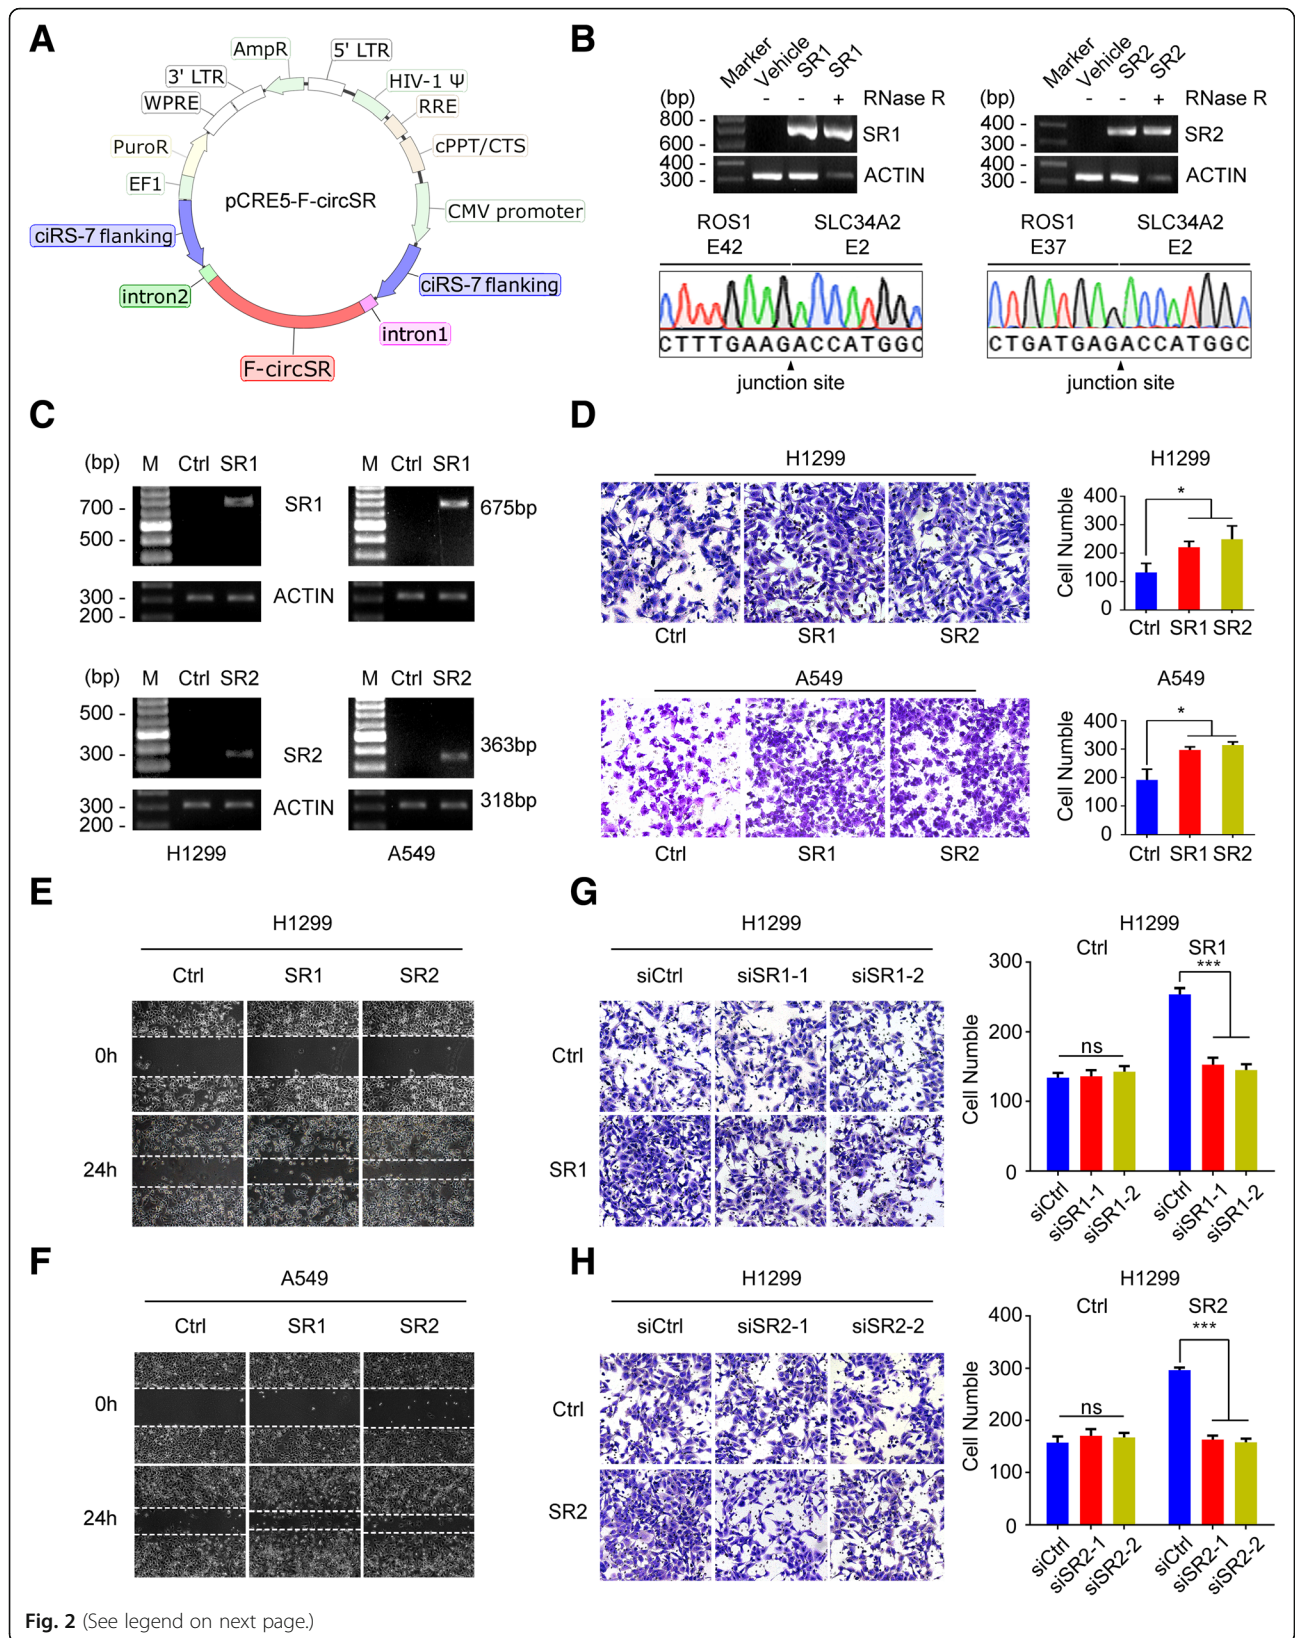 A
AmpR
5' LTR
3' LTR
HIV-1 Ψ
WPRE
RRE
PuroR
cPPT/CTS
EF1
pCRE5-F-circSR
CMV promoter
ciRS-7 flanking
ciRS-7 flanking
intron2
intron1
F-circSR
B
Marker Vehicle SR1 SR1
(bp) - - + RNase R
800 -
SR1
600 -
400 -
300 -
ACTIN
Marker Vehicle SR2 SR2
(bp) - - + RNase R
400 -
SR2
300 -
400 -
300 -
ACTIN
ROS1 SLC34A2
E42 E2
CTTTGAAGACCATGGC
junction site
ROS1 SLC34A2
E37 E2
CTGATGAGACCATGGC
junction site
C
(bp) M Ctrl SR1 M Ctrl SR1
700 - SR1 675bp
500 -
300 - ACTIN
200 -
(bp) M Ctrl SR2 M Ctrl SR2
500 -
300 - SR2 363bp
300 - ACTIN 318bp
200 -
H1299 A549
D
H1299
Ctrl SR1 SR2
H1299
Cell Numble
400
300
200
100
0
*
Ctrl SR1 SR2
A549
Ctrl SR1 SR2
A549
Cell Numble
400
300
200
100
0
*
Ctrl SR1 SR2
E
H1299
Ctrl SR1 SR2
0h
24h
F
A549
Ctrl SR1 SR2
0h
24h
G
H1299
siCtrl siSR1-1 siSR1-2
Ctrl
SR1
H1299
Ctrl SR1
Cell Numble
300
200
100
0
ns
***
siCtrl siSR1-1 siSR1-2 siCtrl siSR1-1 siSR1-2
H
H1299
siCtrl siSR2-1 siSR2-2
Ctrl
SR2
H1299
Ctrl SR2
Cell Numble
400
300
200
100
0
ns
***
siCtrl siSR2-1 siSR2-2 siCtrl siSR2-1 siSR2-2
Fig. 2 (See legend on next page.)